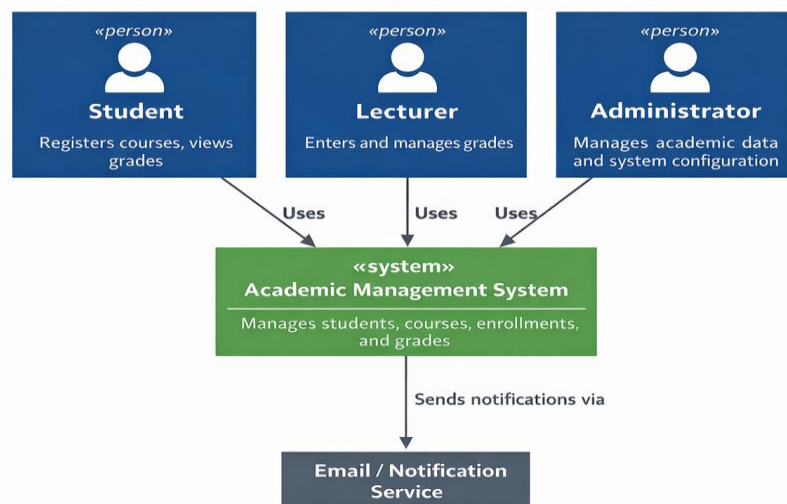 «person»
Student
Registers courses, views
grades
«person»
Lecturer
Enters and manages grades
«person»
Administrator
Manages academic data
and system configuration
Uses
Uses
Uses
«system»
Academic Management System
Manages students, courses, enrollments,
and grades
Sends notifications via
Email / Notification
Service